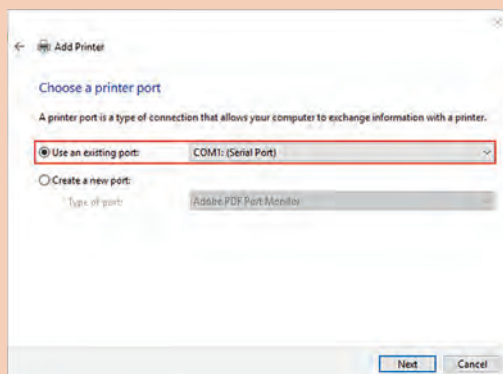 Add Printer
Choose a printer port
A printer port is a type of connection that allows your computer to exchange information with a printer.
Use an existing port: COM1: (Serial Port)
Create a new port:
Type of port: Adobe PDF Port Monitor
Next Cancel